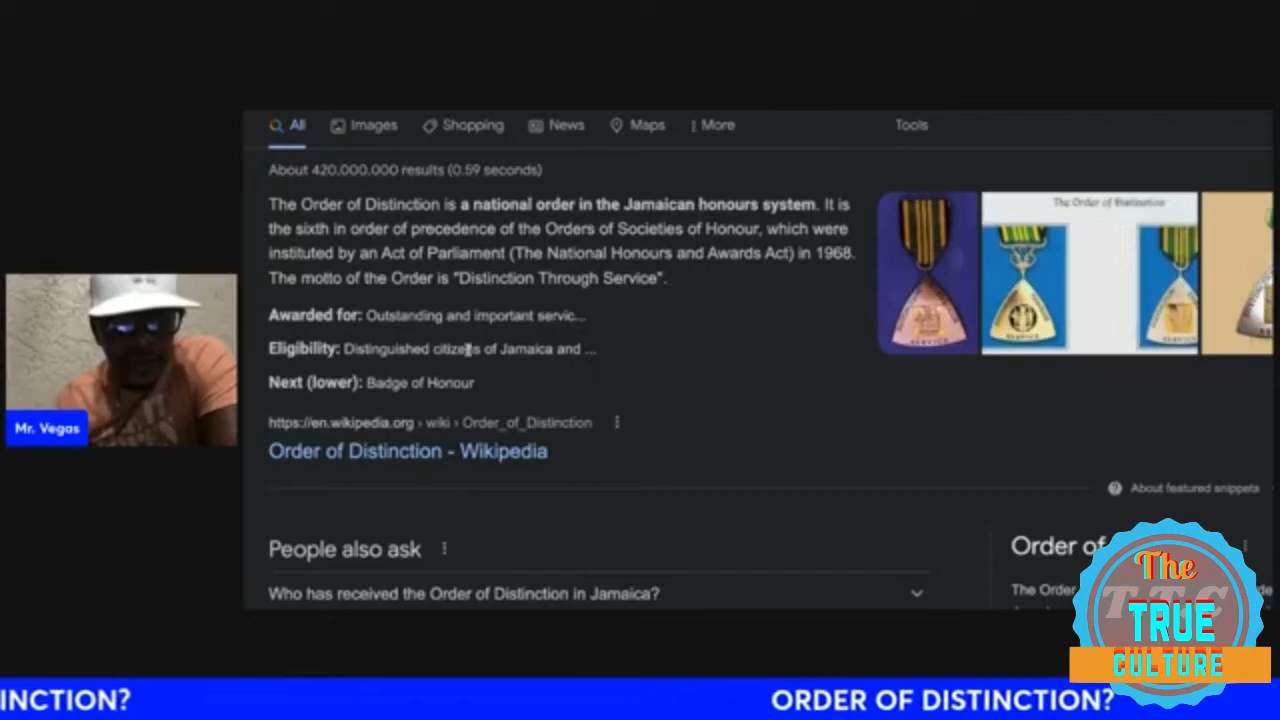 All Images Shopping News Maps More Tools
About 420,000,000 results (0.59 seconds)
The Order of Distinction is a national order in the Jamaican honours system. It is
the sixth in order of precedence of the Orders of Societies of Honour, which were
instituted by an Act of Parliament (The National Honours and Awards Act) in 1968.
The motto of the Order is "Distinction Through Service".
The Order of Distinction
SERVICE
SERVICE
SERVICE
Awarded for: Outstanding and important servic...
Eligibility: Distinguished citizens of Jamaica and ...
Next (lower): Badge of Honour
Mr. Vegas
https://en.wikipedia.org › wiki › Order_of_Distinction
Order of Distinction - Wikipedia
About featured snippets
People also ask
Order of
Who has received the Order of Distinction in Jamaica?
The Order
The
T.T.C
TRUE
CULTURE
INCTION? ORDER OF DISTINCTION?